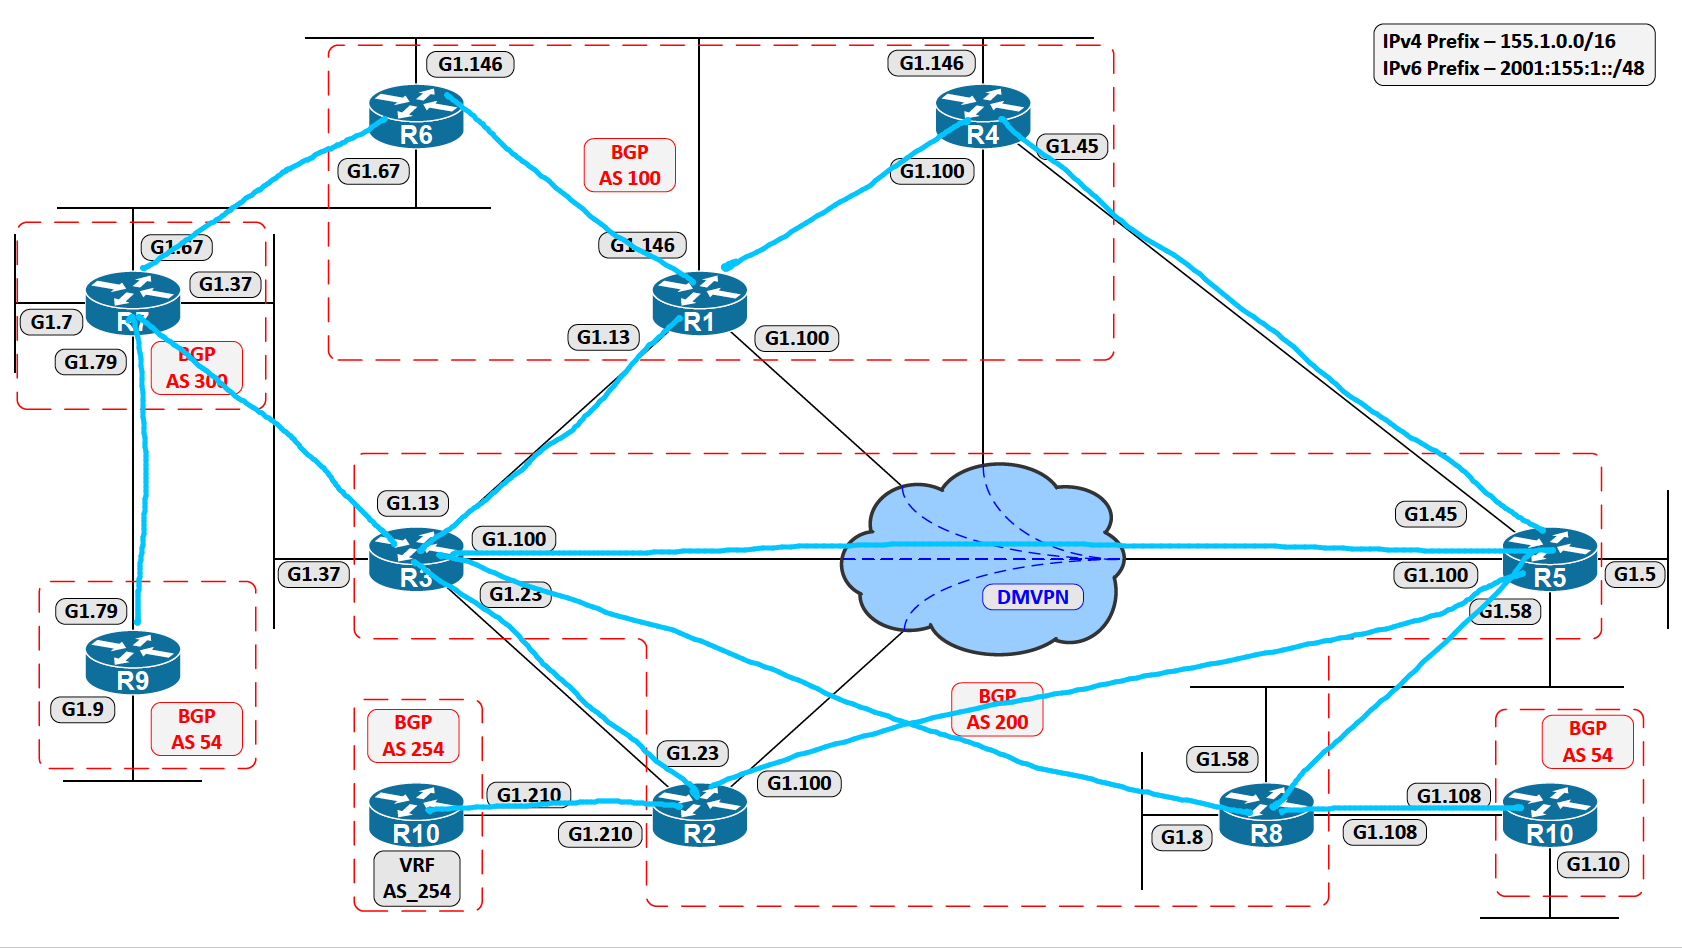 IPv4 Prefix – 155.1.0.0/16
IPv6 Prefix – 2001:155:1::/48
G1.146
G1.146
R6
R4
G1.45
BGP
AS 100
G1.67
G1.100
G1.67
G1.146
G1.37
R7
G1.7
R1
G1.13
G1.100
G1.79
BGP
AS 300
G1.13
G1.45
G1.100
R3
G1.37
G1.100
R5
G1.5
G1.23
DMVPN
G1.58
G1.79
R9
G1.9
BGP
AS 54
BGP
AS 254
BGP
AS 200
BGP
AS 54
G1.23
G1.58
G1.100
G1.210
G1.108
R10
G1.210
R2
G1.8
R8
G1.108
R10
VRF
AS_254
G1.10